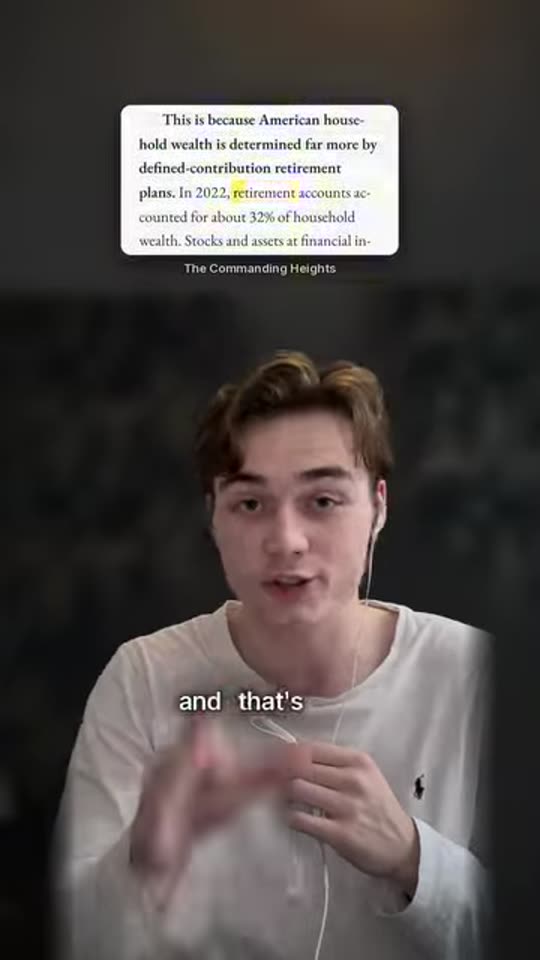 This is because American house-
hold wealth is determined far more by
defined-contribution retirement
plans. In 2022, retirement accounts ac-
counted for about 32% of household
wealth. Stocks and assets at financial in-
The Commanding Heights
and that's